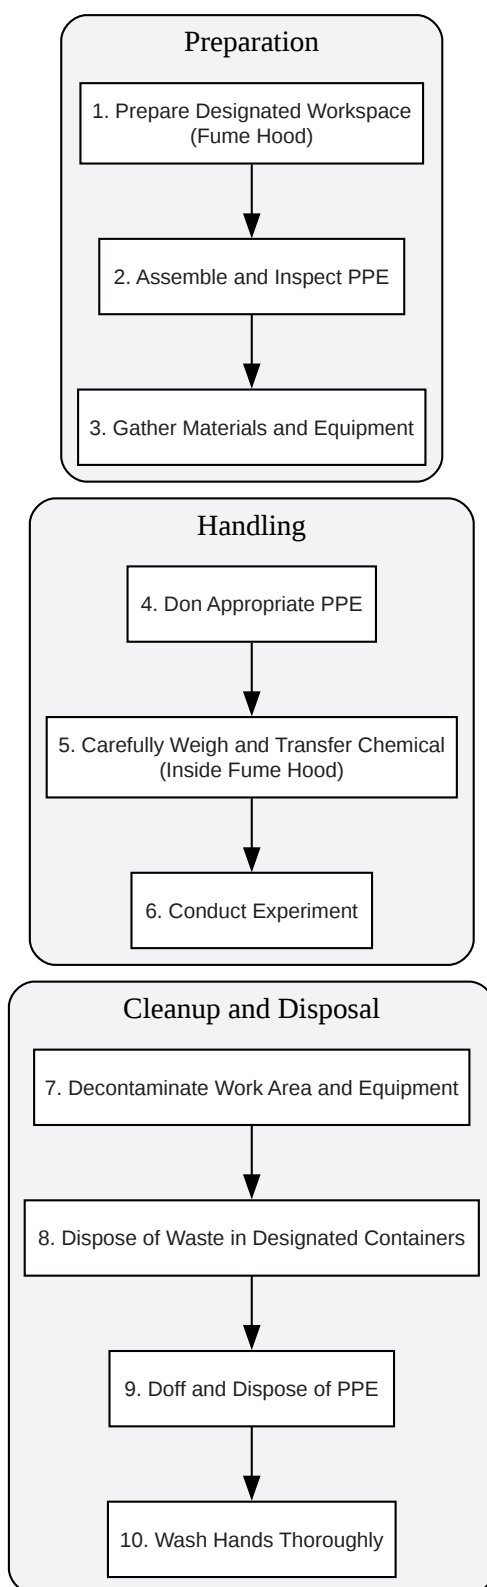 Preparation
1. Prepare Designated Workspace
(Fume Hood)
2. Assemble and Inspect PPE
3. Gather Materials and Equipment
Handling
4. Don Appropriate PPE
5. Carefully Weigh and Transfer Chemical
(Inside Fume Hood)
6. Conduct Experiment
Cleanup and Disposal
7. Decontaminate Work Area and Equipment
8. Dispose of Waste in Designated Containers
9. Doff and Dispose of PPE
10. Wash Hands Thoroughly